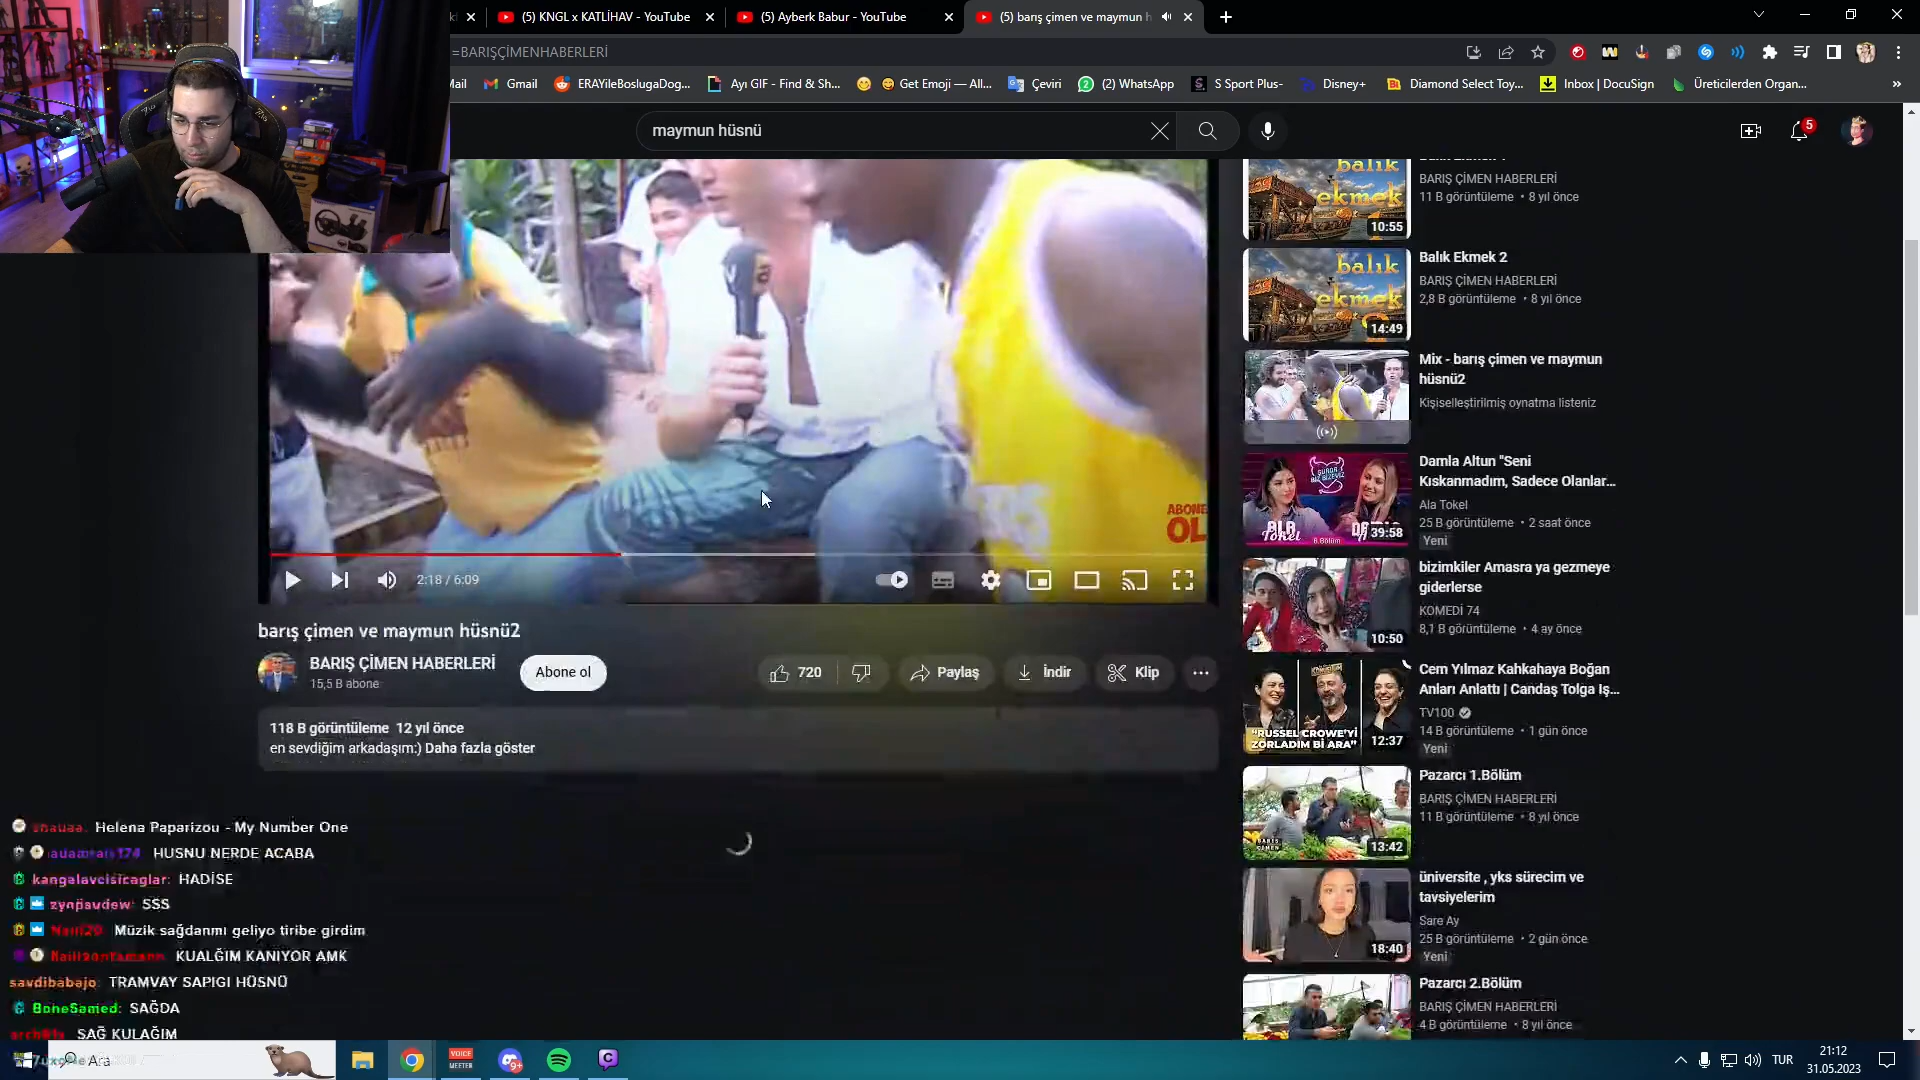 (5) KNGL x KATLİHAV - YouTube
(5) Ayberk Babur - YouTube
(5) barış çimen ve maymun h
=BARIŞÇİMENHABERLERİ
Mail
Gmail
ERAYileBoslugaDog...
Ayı GIF - Find & Sh...
Get Emoji — All...
Çeviri
(2) WhatsApp
S Sport Plus-
Disney+
Diamond Select Toy...
Inbox | DocuSign
Üreticilerden Organ...
maymun hüsnü
5
ABONE
OL
2:18 / 6:09
barış çimen ve maymun hüsnü2
BARIŞ ÇİMEN HABERLERİ
15,5 B abone
Abone ol
720
Paylaş
İndir
Klip
118 B görüntüleme 12 yıl önce
en sevdiğim arkadaşım:) Daha fazla göster
balık
ekmek
10:55
BARIŞ ÇİMEN HABERLERİ
11 B görüntüleme • 8 yıl önce
balık
ekmek
14:49
Balık Ekmek 2
BARIŞ ÇİMEN HABERLERİ
2,8 B görüntüleme • 8 yıl önce
Mix - barış çimen ve maymun
hüsnü2
Kişiselleştirilmiş oynatma listeniz
39:58
Damla Altun "Seni
Kıskanmadım, Sadece Olanlar...
Ala Tokel
25 B görüntüleme • 2 saat önce
Yeni
10:50
bizimkiler Amasra ya gezmeye
giderlerse
KOMEDİ 74
8,1 B görüntüleme • 4 ay önce
"RUSSEL CROWE'Yİ
ZORLADIM Bİ ARA"
12:37
Cem Yılmaz Kahkahaya Boğan
Anları Anlattı | Candaş Tolga Iş...
TV100
14 B görüntüleme • 1 gün önce
Yeni
13:42
Pazarcı 1.Bölüm
BARIŞ ÇİMEN HABERLERİ
11 B görüntüleme • 8 yıl önce
18:40
üniversite , yks sürecim ve
tavsiyelerim
Sare Ay
25 B görüntüleme • 2 gün önce
Yeni
Pazarcı 2.Bölüm
BARIŞ ÇİMEN HABERLERİ
4 B görüntüleme • 8 yıl önce
Helena Paparizou - My Number One
HUSNU NERDE ACABA
HADİSE
SSS
Müzik sağdanmı geliyo tiribe girdim
KUALĞIM KANIYOR AMK
savdibabajo: TRAMVAY SAPIGI HÜSNÜ
BoneSamed: SAĞDA
SAĞ KULAĞIM
Ara
VOICE
MEETER
9+
TUR
21:12
31.05.2023